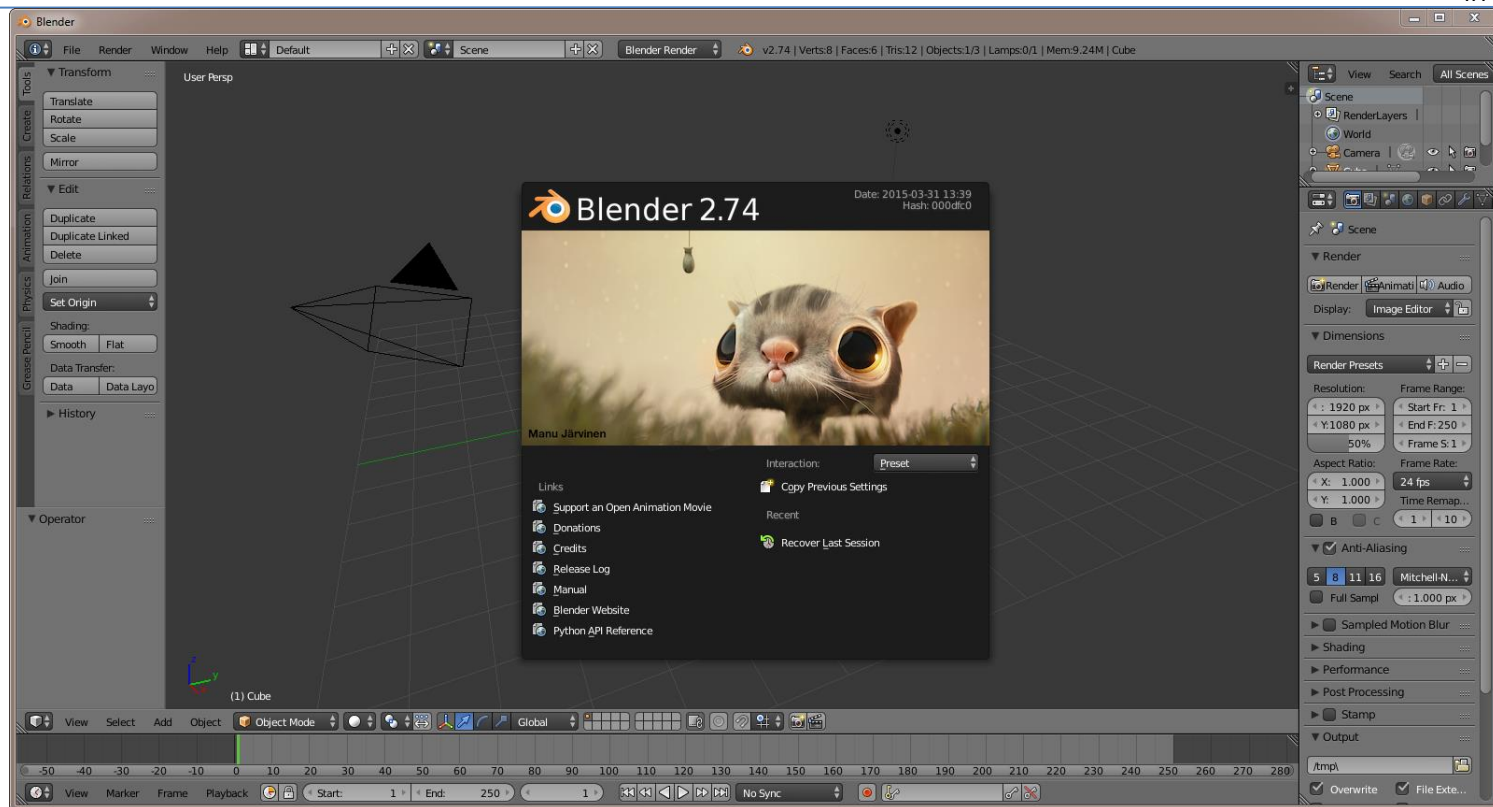 Blender
File Render Window Help Default Scene Blender Render v2.74 | Verts:8 | Faces:6 | Tris:12 | Objects:1/3 | Lamps:0/1 | Mem:9.24M | Cube
Tools
Create
Relations
Animation
Physics
Grease Pencil
Transform
Translate
Rotate
Scale
Mirror
Edit
Duplicate
Duplicate Linked
Delete
Join
Set Origin
Shading:
Smooth Flat
Data Transfer:
Data Data Layo
History
Operator
User Persp
Blender 2.74
Date: 2015-03-31 13:39
Hash: 000dfc0
Manu Järvinen
Links
Support an Open Animation Movie
Donations
Credits
Release Log
Manual
Blender Website
Python API Reference
Interaction: Preset
Copy Previous Settings
Recent
Recover Last Session
z
y
(1) Cube
View Search All Scenes
Scene
RenderLayers |
World
Camera |
Scene
Render
Render Animati Audio
Display: Image Editor
Dimensions
Render Presets
Resolution: Frame Range:
: 1920 px Start Fr: 1
Y:1080 px End F:250
50% Frame S:1
Aspect Ratio: Frame Rate:
X: 1.000 24 fps
Y: 1.000 Time Remap...
B C 1 10
Anti-Aliasing
5 8 11 16 Mitchell-N...
Full Sampl : 1.000 px
Sampled Motion Blur
Shading
Performance
Post Processing
Stamp
Output
/tmp\
Overwrite File Exte...
View Select Add Object Object Mode Global
-50 -40 -30 -20 -10 0 10 20 30 40 50 60 70 80 90 100 110 120 130 140 150 160 170 180 190 200 210 220 230 240 250 260 270 280
View Marker Frame Playback Start: 1 End: 250 1 No Sync